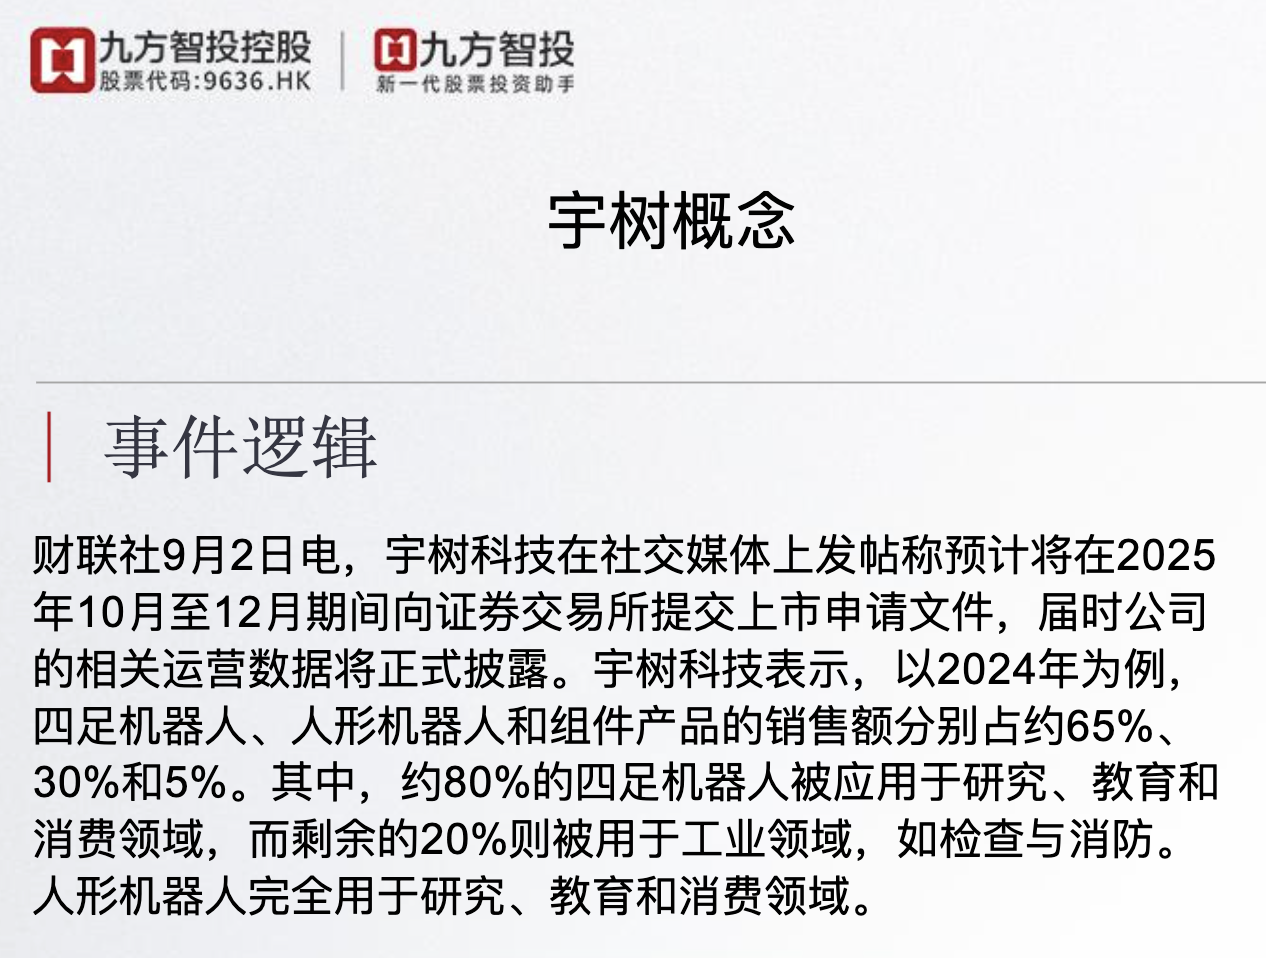 九方智投控股
股票代码:9636.HK
九方智投
新一代股票投资助手
宇树概念
事件逻辑
财联社9月2日电，宇树科技在社交媒体上发帖称预计将在2025
年10月至12月期间向证券交易所提交上市申请文件，届时公司
的相关运营数据将正式披露。宇树科技表示，以2024年为例，
四足机器人、人形机器人和组件产品的销售额分别占约65%、
30%和5%。其中，约80%的四足机器人被应用于研究、教育和
消费领域，而剩余的20%则被用于工业领域，如检查与消防。
人形机器人完全用于研究、教育和消费领域。